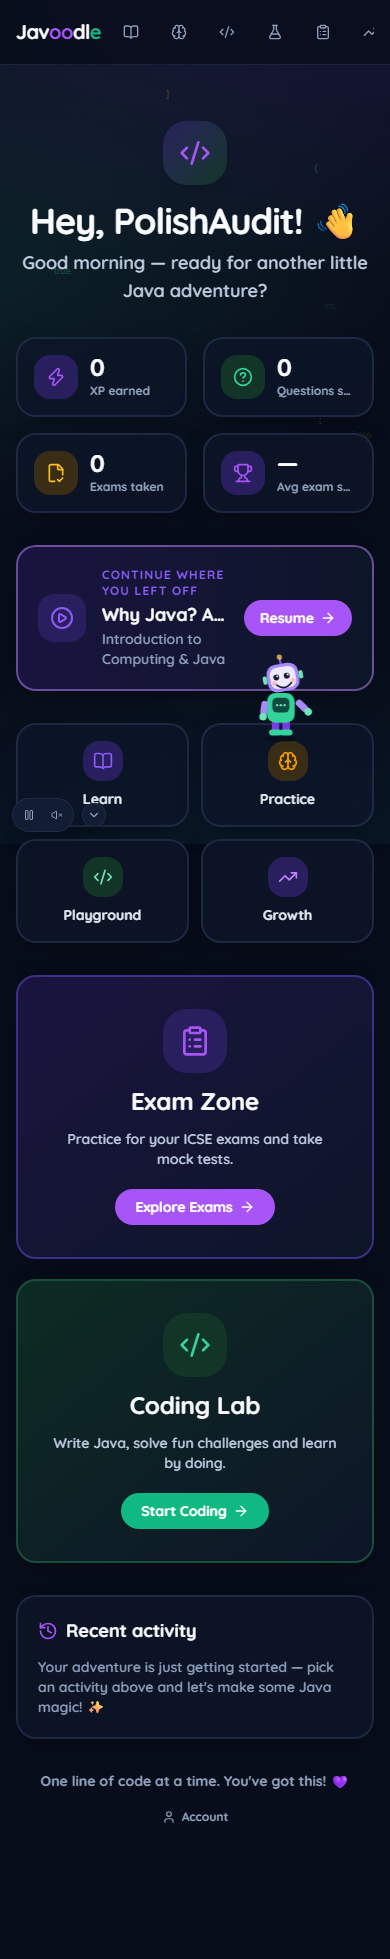 Javoodle
Hey, PolishAudit! 👋
Good morning — ready for another little
Java adventure?
0
XP earned
0
Questions s...
0
Exams taken
—
Avg exam s...
CONTINUE WHERE
YOU LEFT OFF
Why Java? A...
Introduction to
Computing & Java
Resume →
Learn
Practice
Playground
Growth
Exam Zone
Practice for your ICSE exams and take
mock tests.
Explore Exams →
Coding Lab
Write Java, solve fun challenges and learn
by doing.
Start Coding →
Recent activity
Your adventure is just getting started — pick
an activity above and let's make some Java
magic! ✨
One line of code at a time. You've got this! 💜
Account